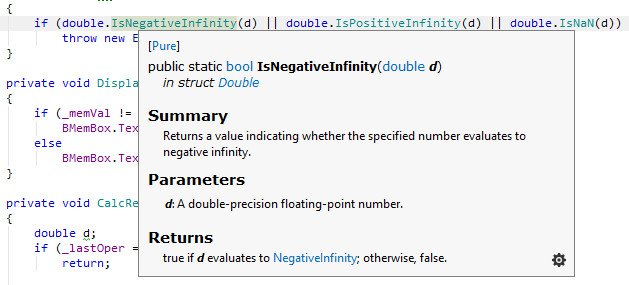 {
if (double.IsNegativeInfinity(d) || double.IsPositiveInfinity(d) || double.IsNaN(d))
throw new E
}
[Pure]
public static bool IsNegativeInfinity(double d)
in struct Double
Summary
Returns a value indicating whether the specified number evaluates to
negative infinity.
Parameters
d: A double-precision floating-point number.
Returns
true if d evaluates to NegativeInfinity; otherwise, false.
private void Displa
{
if (_memVal !=
BMemBox.Tex
else
BMemBox.Tex
}
private void CalcRe
{
double d;
if (_lastOper =
return;